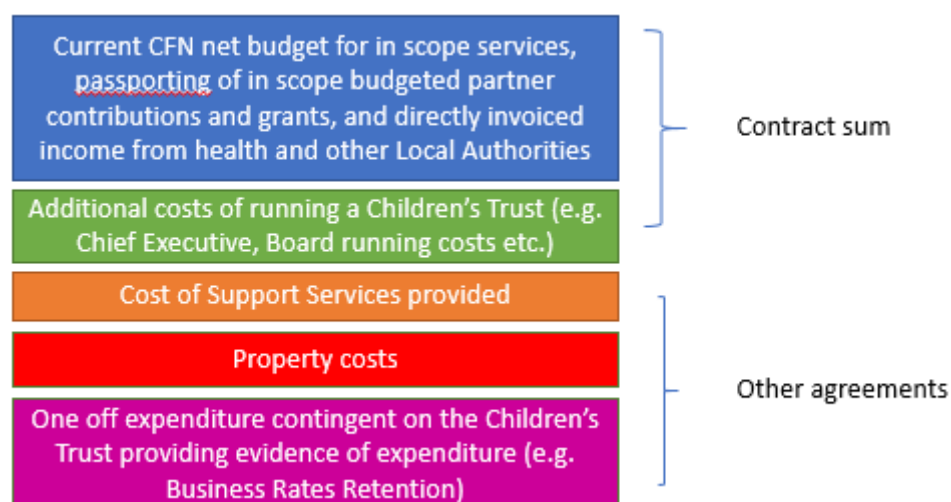 Current CFN net budget for in scope services,
passporting of in scope budgeted partner
contributions and grants, and directly invoiced
income from health and other Local Authorities
Contract sum
Additional costs of running a Children's Trust (e.g.
Chief Executive, Board running costs etc.)
Cost of Support Services provided
Property costs
Other agreements
One off expenditure contingent on the Children's
Trust providing evidence of expenditure (e.g.
Business Rates Retention)